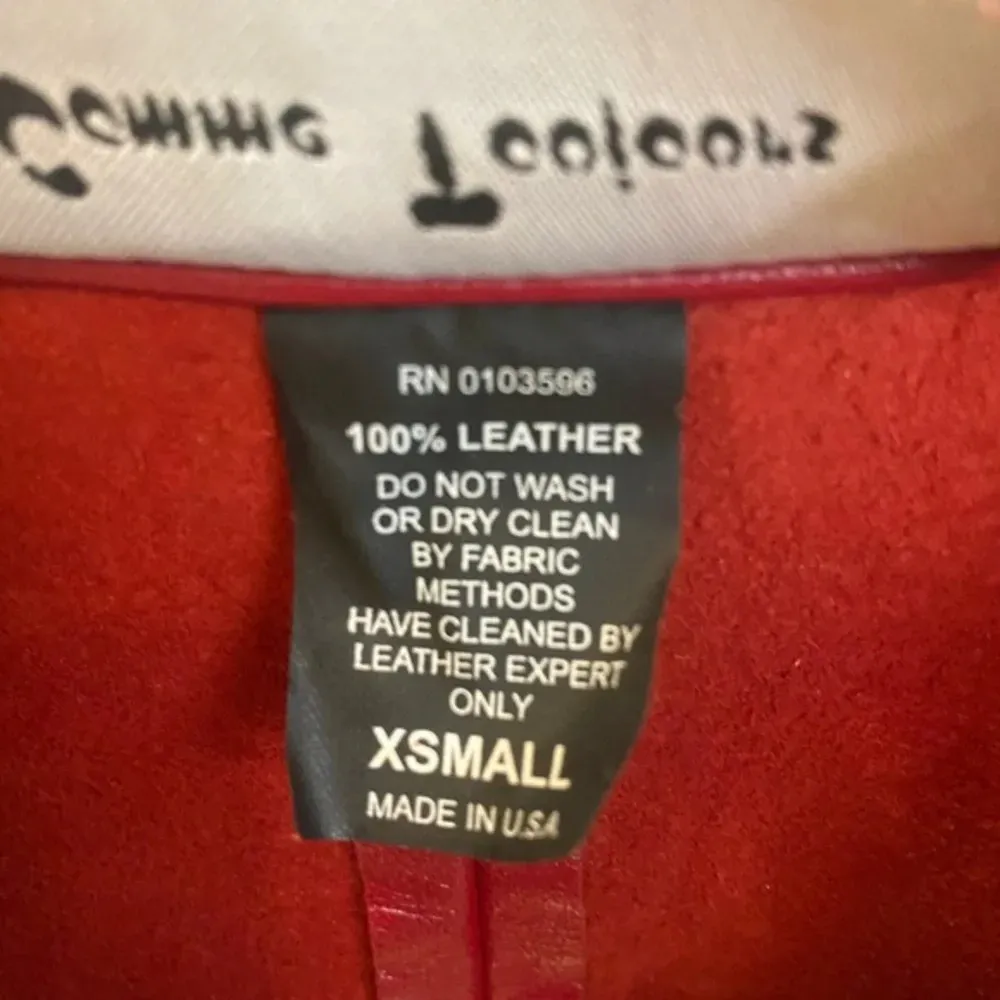 RN 0103596
100% LEATHER
DO NOT WASH
OR DRY CLEAN
BY FABRIC
METHODS
HAVE CLEANED BY
LEATHER EXPERT
ONLY
XSMALL
MADE IN U.S.A